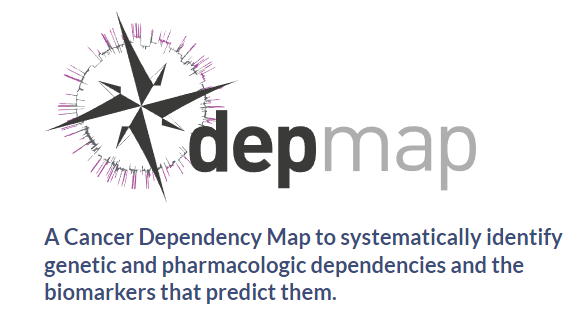 depmap
A Cancer Dependency Map to systematically identify
genetic and pharmacologic dependencies and the
biomarkers that predict them.